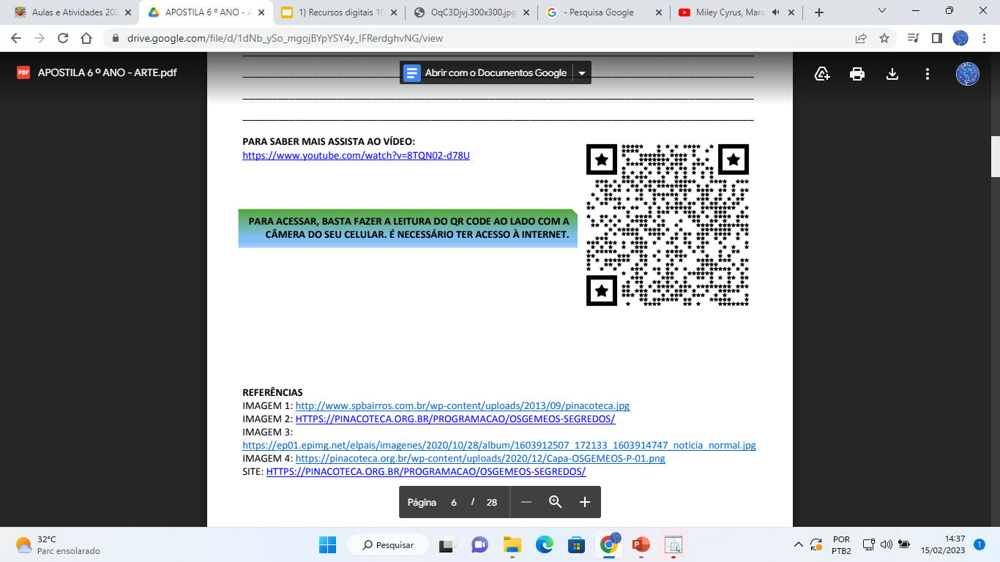 Aulas e Atividades 202
APOSTILA 6 º ANO - A
1) Recursos digitais 10
OqC3Djvj.300x300.jpg
- Pesquisa Google
Miley Cyrus, Marc
drive.google.com/file/d/1dNb_ySo_mgojBYpYSY4y_IFRerdghvNG/view
PDF APOSTILA 6 º ANO - ARTE.pdf
Abrir com o Documentos Google
PARA SABER MAIS ASSISTA AO VÍDEO:
https://www.youtube.com/watch?v=8TQN02-d78U
PARA ACESSAR, BASTA FAZER A LEITURA DO QR CODE AO LADO COM A
CÂMERA DO SEU CELULAR. É NECESSÁRIO TER ACESSO À INTERNET.
REFERÊNCIAS
IMAGEM 1: http://www.spbairros.com.br/wp-content/uploads/2013/09/pinacoteca.jpg
IMAGEM 2: HTTPS://PINACOTECA.ORG.BR/PROGRAMACAO/OSGEMEOS-SEGREDOS/
IMAGEM 3:
https://ep01.epimg.net/elpais/imagenes/2020/10/28/album/1603912507_172133_1603914747_noticia_normal.jpg
IMAGEM 4: https://pinacoteca.org.br/wp-content/uploads/2020/12/Capa-OSGEMEOS-P-01.png
SITE: HTTPS://PINACOTECA.ORG.BR/PROGRAMACAO/OSGEMEOS-SEGREDOS/
Página 6 / 28
32°C
Parc ensolarado
Pesquisar
POR
PTB2
14:37
15/02/2023
1